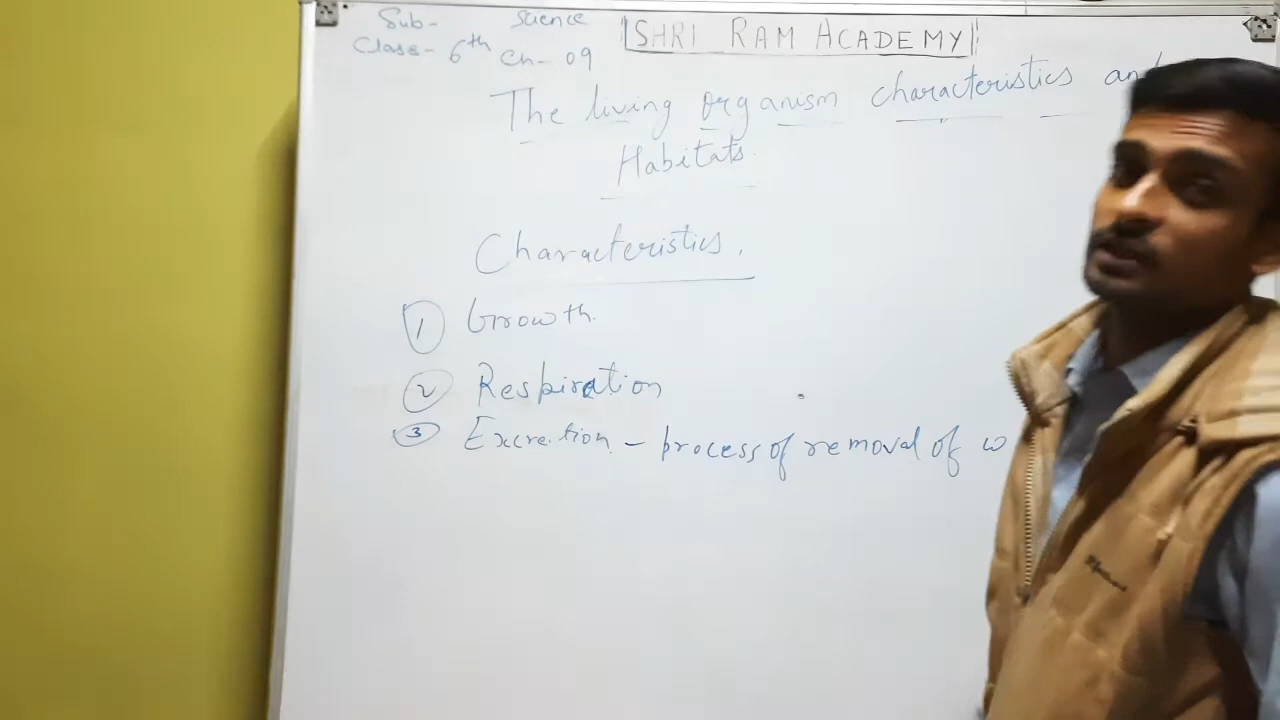 Sub- Science
Class- 6th Ch- 09
SHRI RAM ACADEMY
The living organism characteristics and
Habitats
Characteristics.
1 Growth.
2 Respiration
3 Excretion - process of removal of w